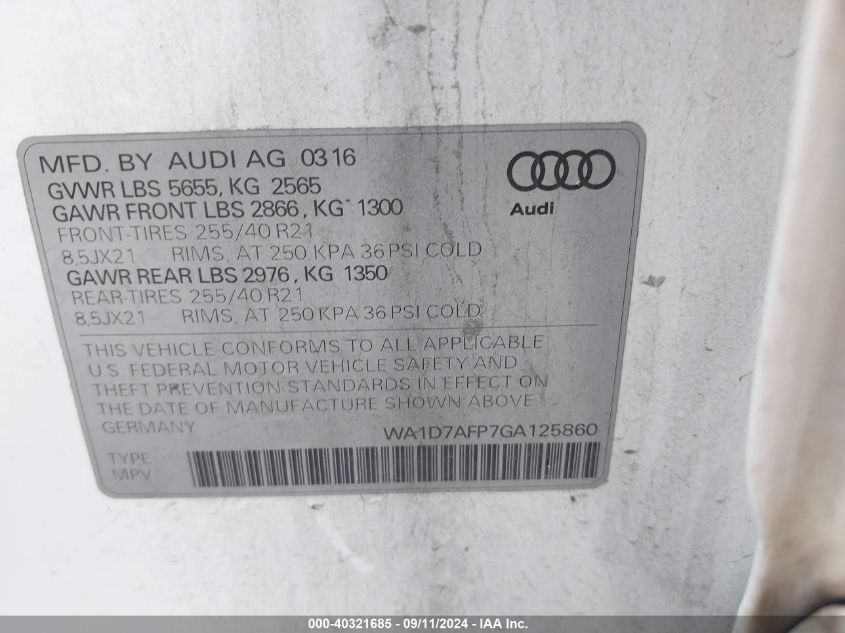 MFD. BY AUDI AG 0316
GVWR LBS 5655, KG 2565
GAWR FRONT LBS 2866, KG 1300
FRONT-TIRES 255/40 R21
8,5JX21 RIMS, AT 250 KPA 36 PSI COLD
GAWR REAR LBS 2976, KG 1350
REAR-TIRES 255/40 R21
8,5JX21 RIMS, AT 250 KPA 36 PSI COLD
Audi
THIS VEHICLE CONFORMS TO ALL APPLICABLE
U.S. FEDERAL MOTOR VEHICLE SAFETY AND
THEFT PREVENTION STANDARDS IN EFFECT ON
THE DATE OF MANUFACTURE SHOWN ABOVE
GERMANY
WA1D7AFP7GA125860
TYPE
MPV
000-40321685 - 09/11/2024 - IAA Inc.